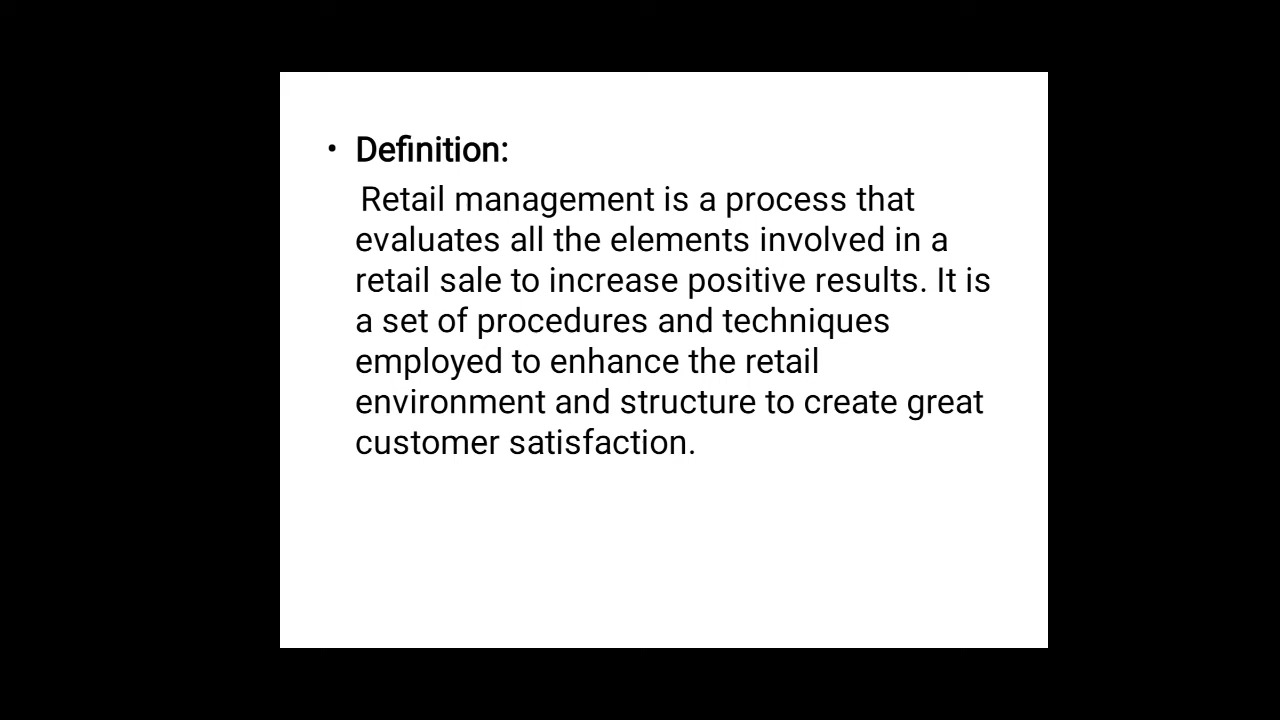 • Definition:
Retail management is a process that
evaluates all the elements involved in a
retail sale to increase positive results. It is
a set of procedures and techniques
employed to enhance the retail
environment and structure to create great
customer satisfaction.